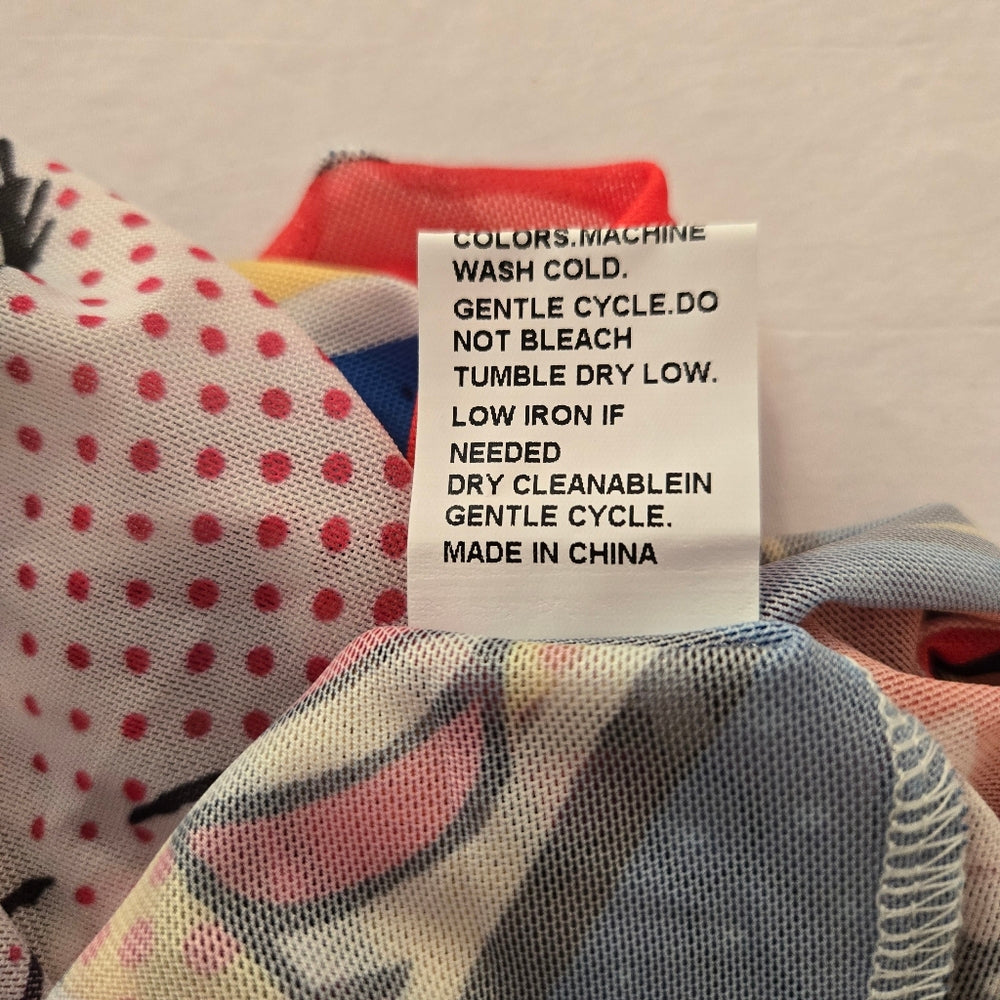 COLORS.MACHINE
WASH COLD.
GENTLE CYCLE.DO
NOT BLEACH
TUMBLE DRY LOW.
LOW IRON IF
NEEDED
DRY CLEANABLEIN
GENTLE CYCLE.
MADE IN CHINA